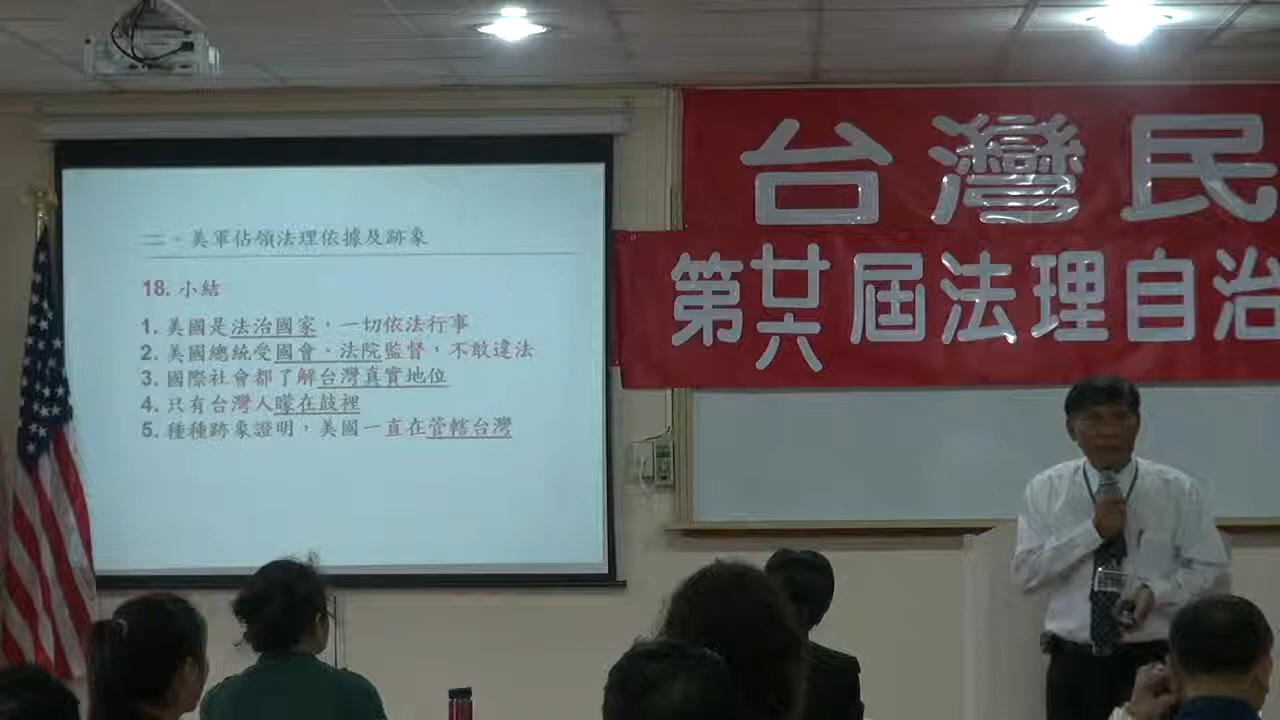 二、美軍佔領法理依據及跡象
18. 小結
1. 美國是法治國家，一切依法行事
2. 美國總統受國會、法院監督，不敢違法
3. 國際社會都了解台灣真實地位
4. 只有台灣人矇在鼓裡
5. 種種跡象證明，美國一直在管轄台灣
台灣民
第廿六屆法理自治